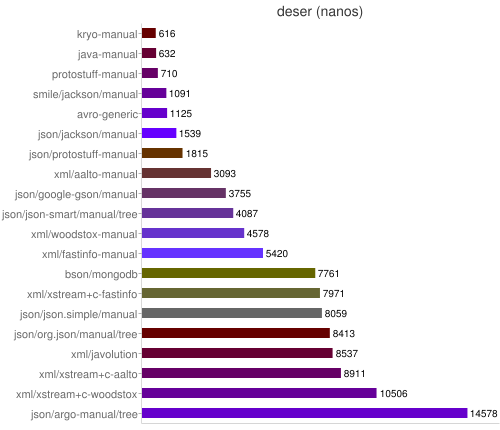 deser (nanos)
kryo-manual 616
java-manual 632
protostuff-manual 710
smile/jackson/manual 1091
avro-generic 1125
json/jackson/manual 1539
json/protostuff-manual 1815
xml/aalto-manual 3093
json/google-gson/manual 3755
json/json-smart/manual/tree 4087
xml/woodstox-manual 4578
xml/fastinfo-manual 5420
bson/mongodb 7761
xml/xstream+c-fastinfo 7971
json/json.simple/manual 8059
json/org.json/manual/tree 8413
xml/javolution 8537
xml/xstream+c-aalto 8911
xml/xstream+c-woodstox 10506
json/argo-manual/tree 14578